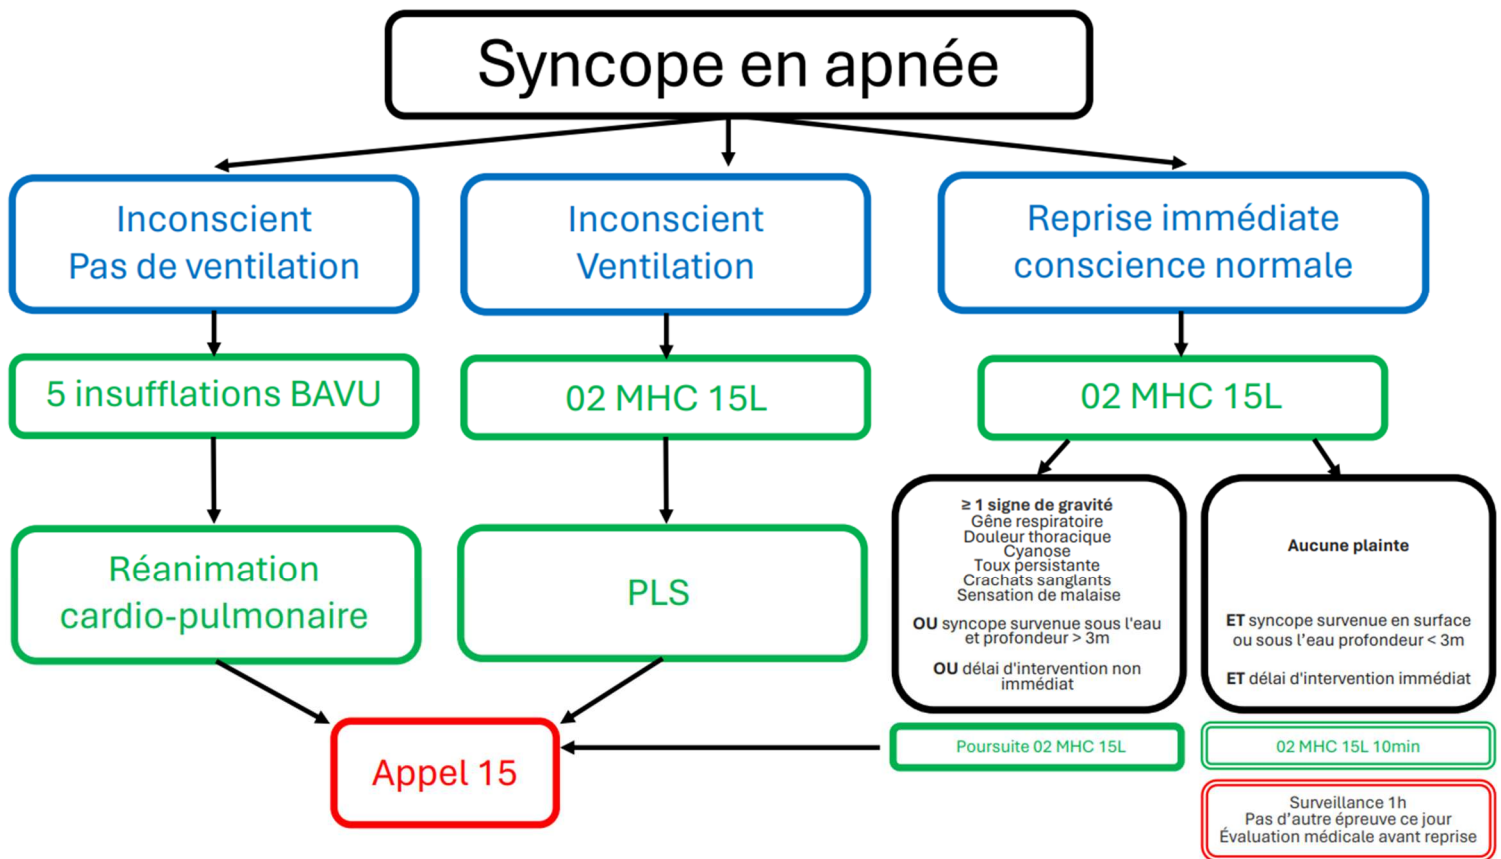 Syncope en apnée
Inconscient
Pas de ventilation
Inconscient
Ventilation
Reprise immédiate
conscience normale
5 insufflations BAVU
02 MHC 15L
02 MHC 15L
Réanimation
cardio-pulmonaire
PLS
≥ 1 signe de gravité
Gêne respiratoire
Douleur thoracique
Cyanose
Toux persistante
Crachats sanglants
Sensation de malaise
OU syncope survenue sous l'eau
et profondeur > 3m
OU délai d'intervention non
immédiat
Aucune plainte
ET syncope survenue en surface
ou sous l'eau profondeur < 3m
ET délai d'intervention immédiat
Appel 15
Poursuite 02 MHC 15L
02 MHC 15L 10min
Surveillance 1h
Pas d'autre épreuve ce jour
Évaluation médicale avant reprise